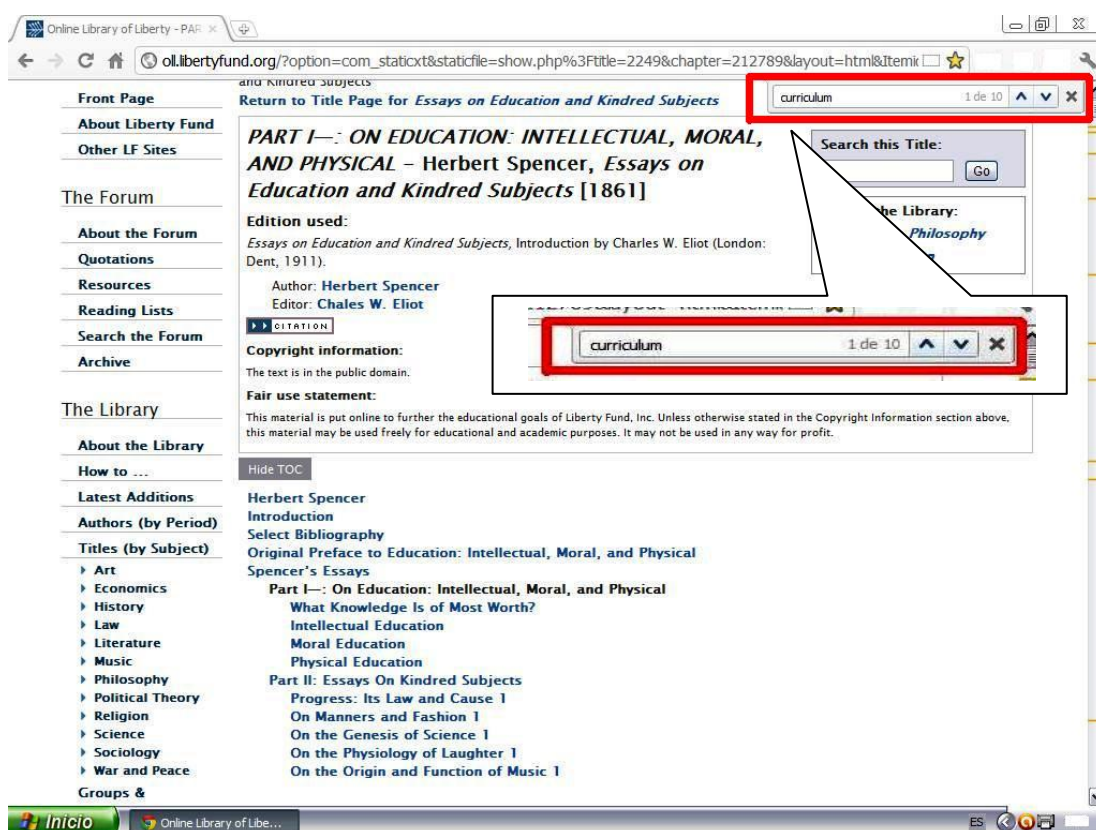 Online Library of Liberty - PAR
oll.libertyfund.org/?option=com_staticxt&staticfile=show.php%3Ftitle=2249&chapter=212789&layout=html&Itemi
curriculum 1 de 10
Front Page
About Liberty Fund
Other LF Sites
The Forum
About the Forum
Quotations
Resources
Reading Lists
Search the Forum
Archive
The Library
About the Library
How to ...
Latest Additions
Authors (by Period)
Titles (by Subject)
Art
Economics
History
Law
Literature
Music
Philosophy
Political Theory
Religion
Science
Sociology
War and Peace
Groups &
and Kindred Subjects
Return to Title Page for Essays on Education and Kindred Subjects
PART I—: ON EDUCATION: INTELLECTUAL, MORAL,
AND PHYSICAL – Herbert Spencer, Essays on
Education and Kindred Subjects [1861]
Edition used:
Essays on Education and Kindred Subjects, Introduction by Charles W. Eliot (London:
Dent, 1911).
Author: Herbert Spencer
Editor: Chales W. Eliot
CITATION
Copyright information:
The text is in the public domain.
Fair use statement:
This material is put online to further the educational goals of Liberty Fund, Inc. Unless otherwise stated in the Copyright Information section above,
this material may be used freely for educational and academic purposes. It may not be used in any way for profit.
Search this Title:
Go
the Library:
Philosophy
curriculum 1 de 10
Hide TOC
Herbert Spencer
Introduction
Select Bibliography
Original Preface to Education: Intellectual, Moral, and Physical
Spencer's Essays
Part I—: On Education: Intellectual, Moral, and Physical
What Knowledge Is of Most Worth?
Intellectual Education
Moral Education
Physical Education
Part II: Essays On Kindred Subjects
Progress: Its Law and Cause 1
On Manners and Fashion 1
On the Genesis of Science 1
On the Physiology of Laughter 1
On the Origin and Function of Music 1
Inicio
Online Library of Libe...
ES